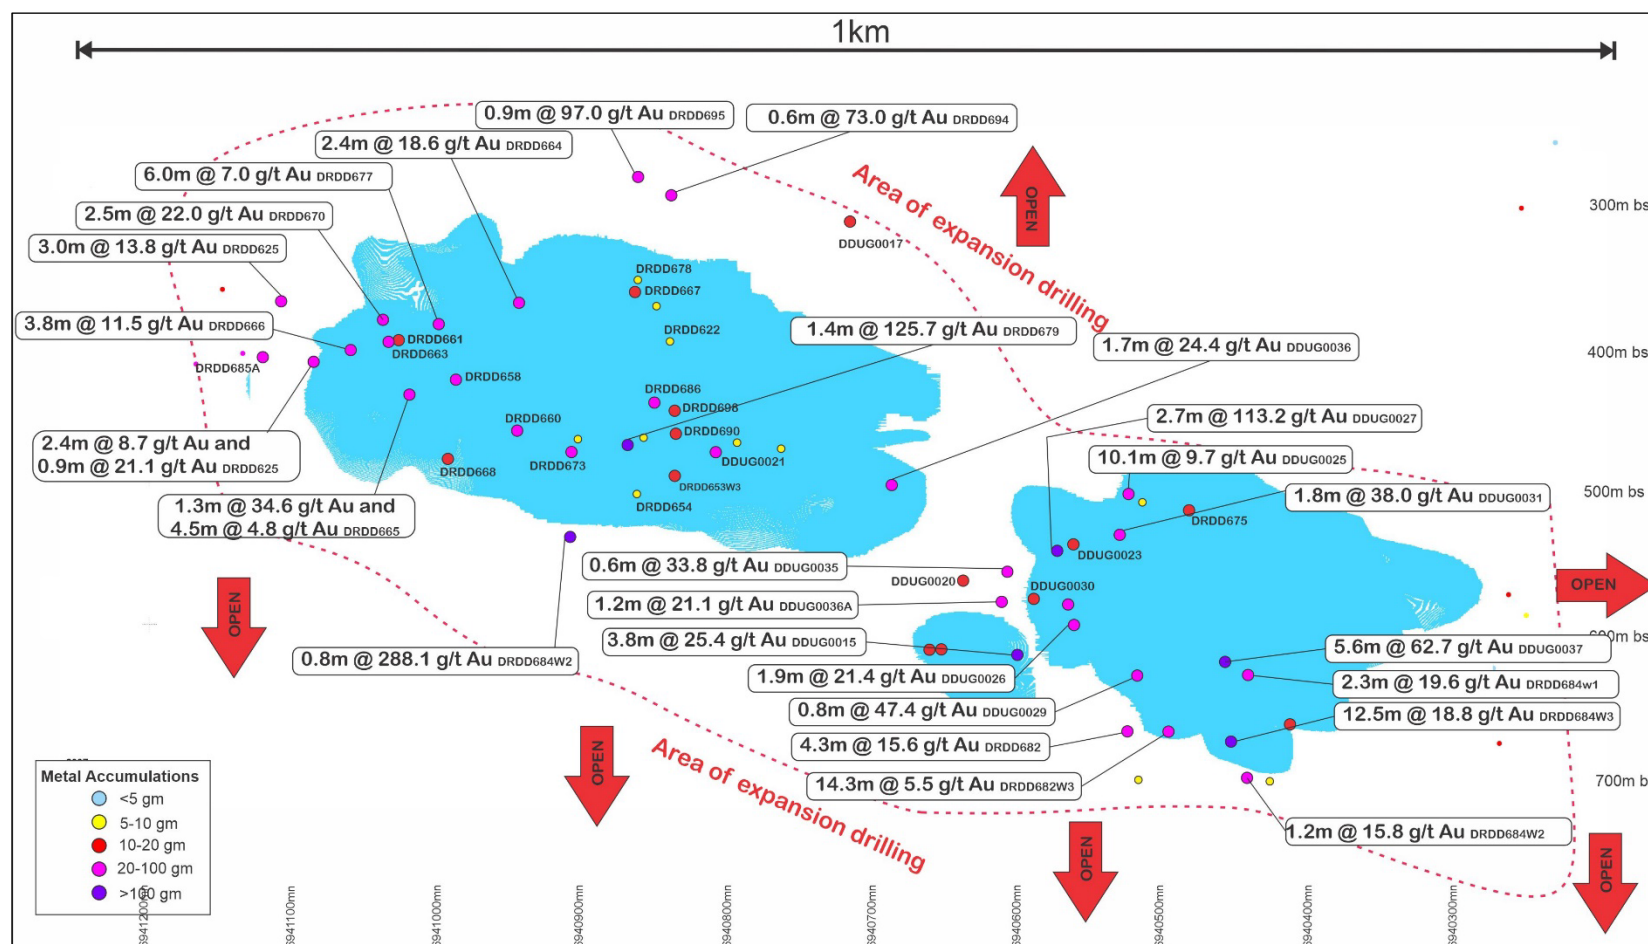 1km
0.9m @ 97.0 g/t Au DRDD695
0.6m @ 73.0 g/t Au DRDD694
2.4m @ 18.6 g/t Au DRDD664
6.0m @ 7.0 g/t Au DRDD677
2.5m @ 22.0 g/t Au DRDD670
3.0m @ 13.8 g/t Au DRDD625
3.8m @ 11.5 g/t Au DRDD666
Area of expansion drilling
OPEN
300m bs
DDUG0017
DRDD678
DRDD667
DRDD622
DRDD661
DRDD663
1.4m @ 125.7 g/t Au DRDD679
1.7m @ 24.4 g/t Au DDUG0036
400m bs
DRDD685A
DRDD658
DRDD686
DRDD698
DRDD660
DRDD690
2.7m @ 113.2 g/t Au DDUG0027
2.4m @ 8.7 g/t Au and
0.9m @ 21.1 g/t Au DRDD625
DRDD668
DRDD673
DDUG0021
10.1m @ 9.7 g/t Au DDUG0025
DRDD653W3
1.3m @ 34.6 g/t Au and
4.5m @ 4.8 g/t Au DRDD665
DRDD654
1.8m @ 38.0 g/t Au DDUG0031
500m bs
DRDD675
DDUG0023
0.6m @ 33.8 g/t Au DDUG0035
DDUG0020
DDUG0030
OPEN
OPEN
1.2m @ 21.1 g/t Au DDUG0036A
600m bs
3.8m @ 25.4 g/t Au DDUG0015
5.6m @ 62.7 g/t Au DDUG0037
0.8m @ 288.1 g/t Au DRDD684W2
1.9m @ 21.4 g/t Au DDUG0026
2.3m @ 19.6 g/t Au DRDD684w1
0.8m @ 47.4 g/t Au DDUG0029
12.5m @ 18.8 g/t Au DRDD684W3
4.3m @ 15.6 g/t Au DRDD682
OPEN
Area of expansion drilling
14.3m @ 5.5 g/t Au DRDD682W3
700m b
1.2m @ 15.8 g/t Au DRDD684W2
OPEN
OPEN
Metal Accumulations
<5 gm
5-10 gm
10-20 gm
20-100 gm
>100 gm
6941200mn
6941100mn
6941000mn
6940900mn
6940800mn
6940700mn
6940600mn
6940500mn
6940400mn
6940300mn